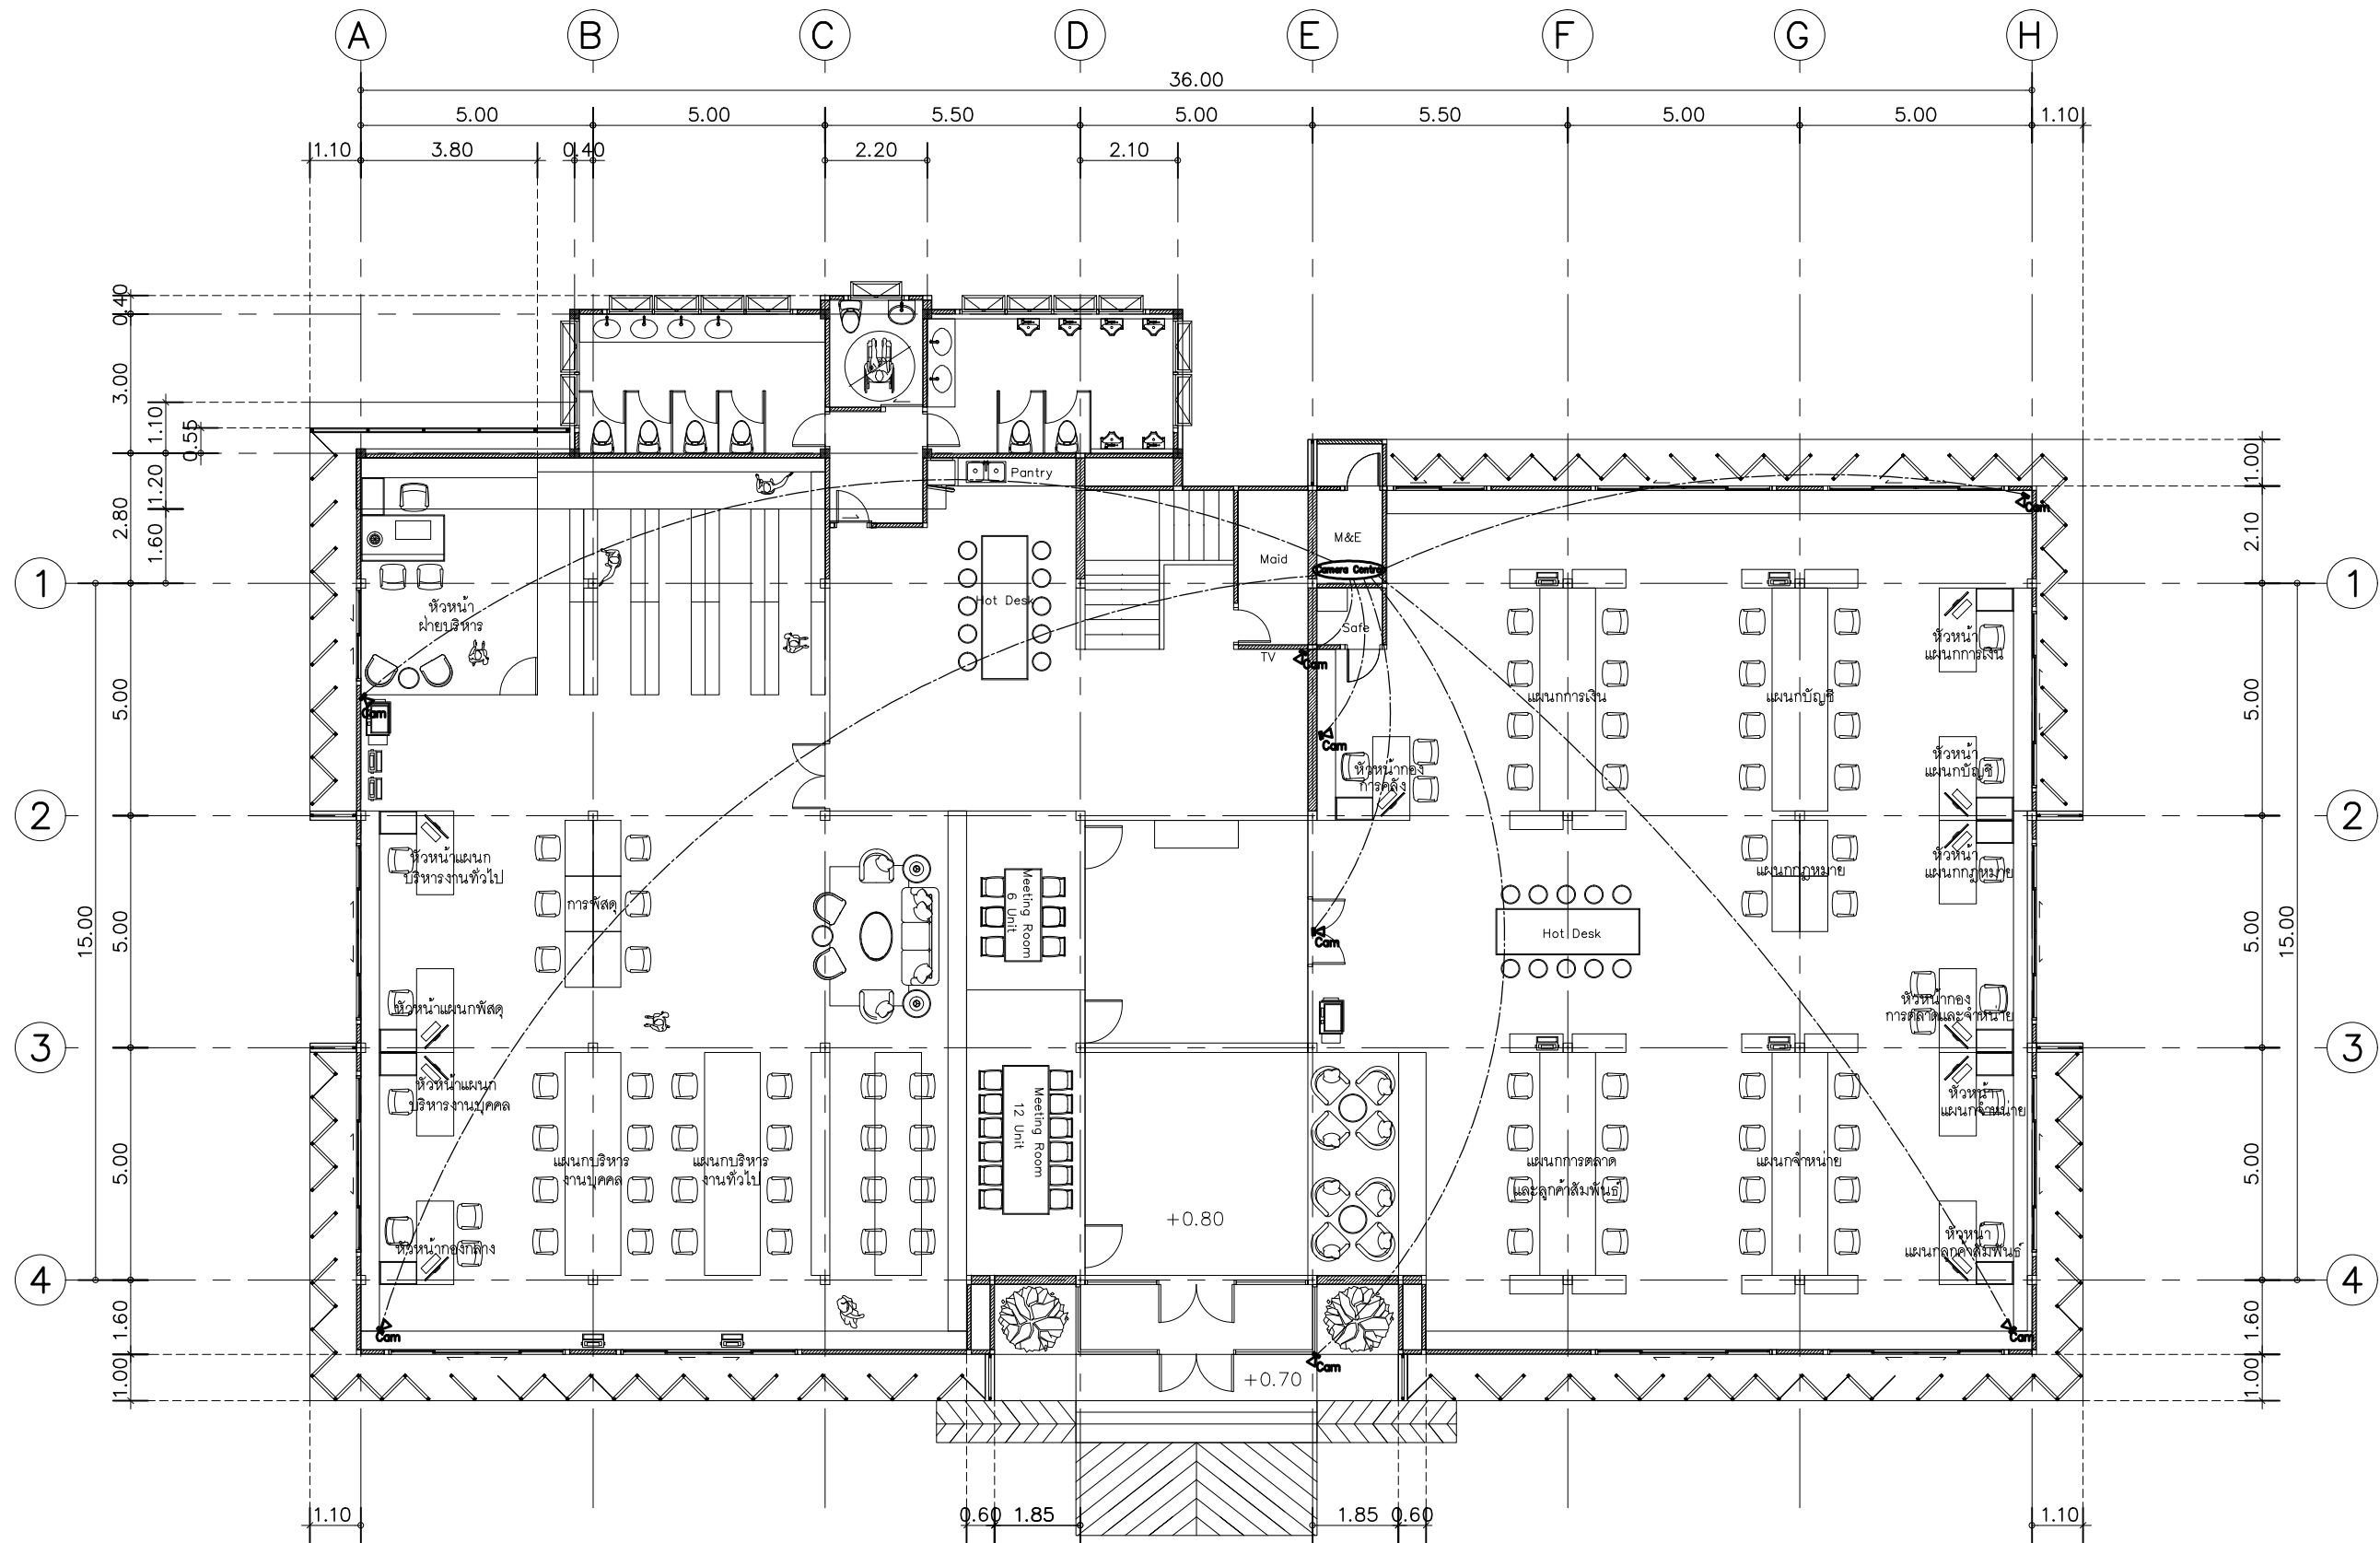 A B C D E F G H
36.00
5.00 5.00 5.50 5.00 5.50 5.00 5.00 1.10
1.10 3.80 0.40 2.20 2.10
0.40
3.00
1.10
0.55
1.20
2.80
1.60
1.00
2.10
Pantry
M&E
Maid
Camera Control
Cam
1
1
Hot Desk
หัวหน้า
ฝ่ายบริหาร
Safe
TV
Cam
หัวหน้า
แผนกการเงิน
5.00
แผนกการเงิน
แผนกบัญชี
5.00
Cam
Cam
หัวหน้า
แผนกบัญชี
หัวหน้ากอง
การคลัง
2
2
หัวหน้าแผนก
บริหารงานทั่วไป
การพัสดุ
Meeting Room
6 Unit
แผนกกฎหมาย
หัวหน้า
แผนกกฎหมาย
15.00
5.00
Cam
Hot Desk
5.00
15.00
หัวหน้าแผนกพัสดุ
หัวหน้ากอง
การตลาดและจำหน่าย
3
3
หัวหน้าแผนก
บริหารงานบุคคล
Meeting Room
12 Unit
หัวหน้า
แผนกจำหน่าย
5.00
แผนกบริหาร
งานบุคคล
แผนกบริหาร
งานทั่วไป
แผนกการตลาด
และลูกค้าสัมพันธ์
แผนกจำหน่าย
5.00
+0.80
หัวหน้ากองกลาง
หัวหน้า
แผนกลูกค้าสัมพันธ์
4
4
1.60
Cam
Cam
Cam
1.60
1.00
+0.70
1.00
1.10 0.60 1.85 1.85 0.60 1.10